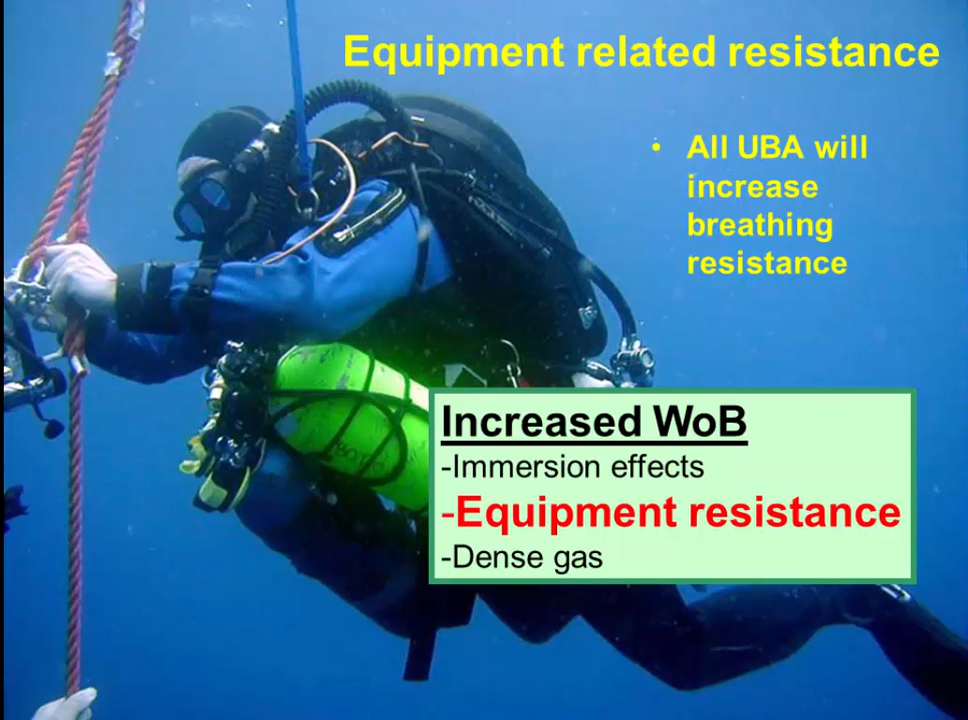 Equipment related resistance
• All UBA will
increase
breathing
resistance
Increased WoB
-Immersion effects
-Equipment resistance
-Dense gas